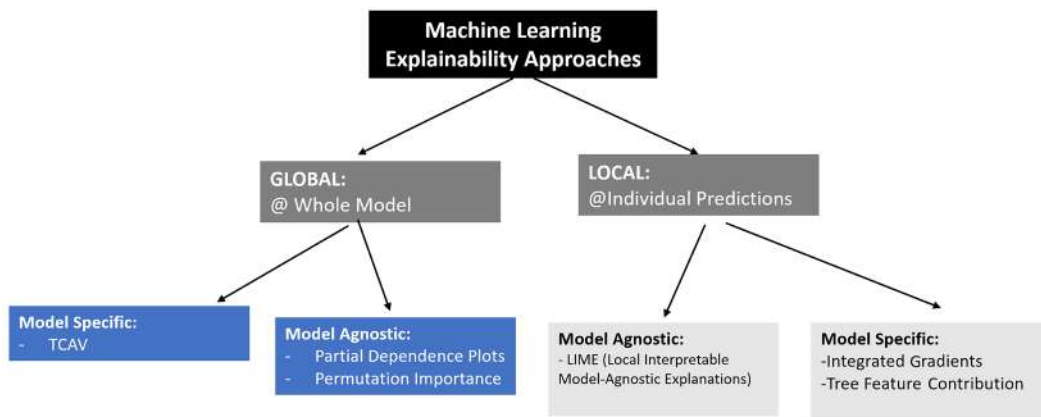 Machine Learning
Explainability Approaches
GLOBAL:
@ Whole Model
LOCAL:
@Individual Predictions
Model Specific:
- TCAV
Model Agnostic:
- Partial Dependence Plots
- Permutation Importance
Model Agnostic:
- LIME (Local Interpretable
Model-Agnostic Explanations)
Model Specific:
-Integrated Gradients
-Tree Feature Contribution